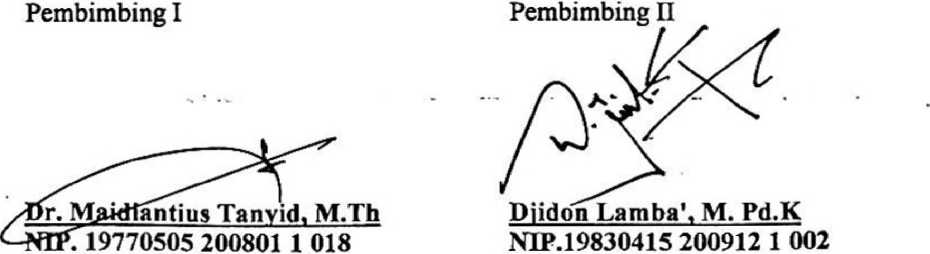 Pembimbing I
Pembimbing II
Dr. Maidiantius Tanyid, M.Th
NIP. 19770505 200801 1 018
Djidon Lamba', M. Pd.K
NIP.19830415 200912 1 002